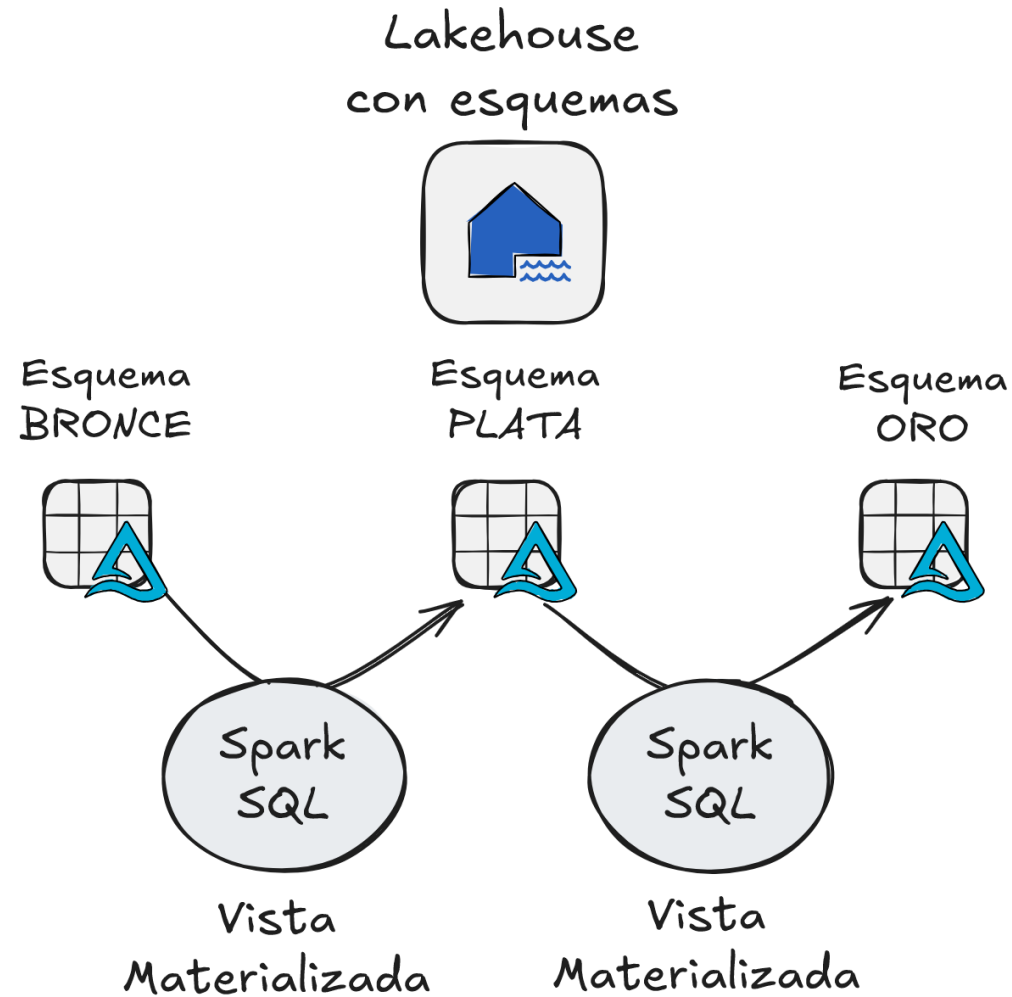 Lakehouse
con esquemas
Esquema
BRONCE
Esquema
PLATA
Esquema
ORO
Spark
SQL
Spark
SQL
Vista
Materializada
Vista
Materializada